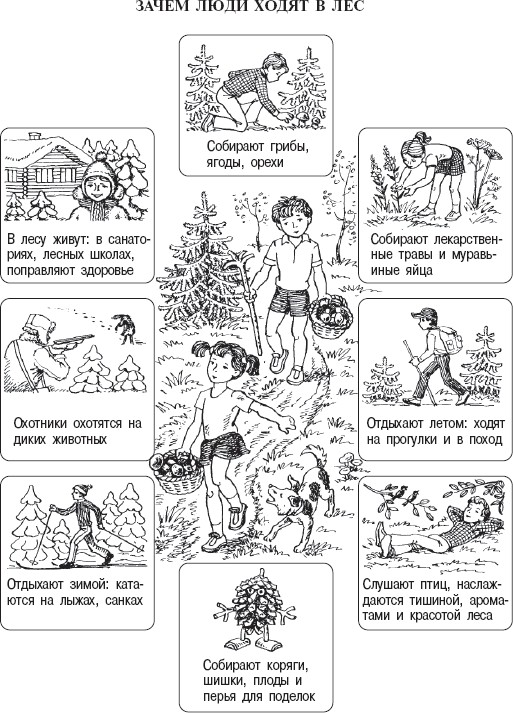 ЗАЧЕМ ЛЮДИ ХОДЯТ В ЛЕС
Собирают грибы,
ягоды, орехи
В лесу живут: в санато-
риях, лесных школах,
поправляют здоровье
Собирают лекарствен-
ные травы и муравь-
иные яйца
Охотники охотятся на
диких животных
Отдыхают летом: ходят
на прогулки и в поход
Отдыхают зимой: ката-
ются на лыжах, санках
Слушают птиц, наслаж-
даются тишиной, арома-
тами и красотой леса
Собирают коряги,
шишки, плоды и
перья для поделок